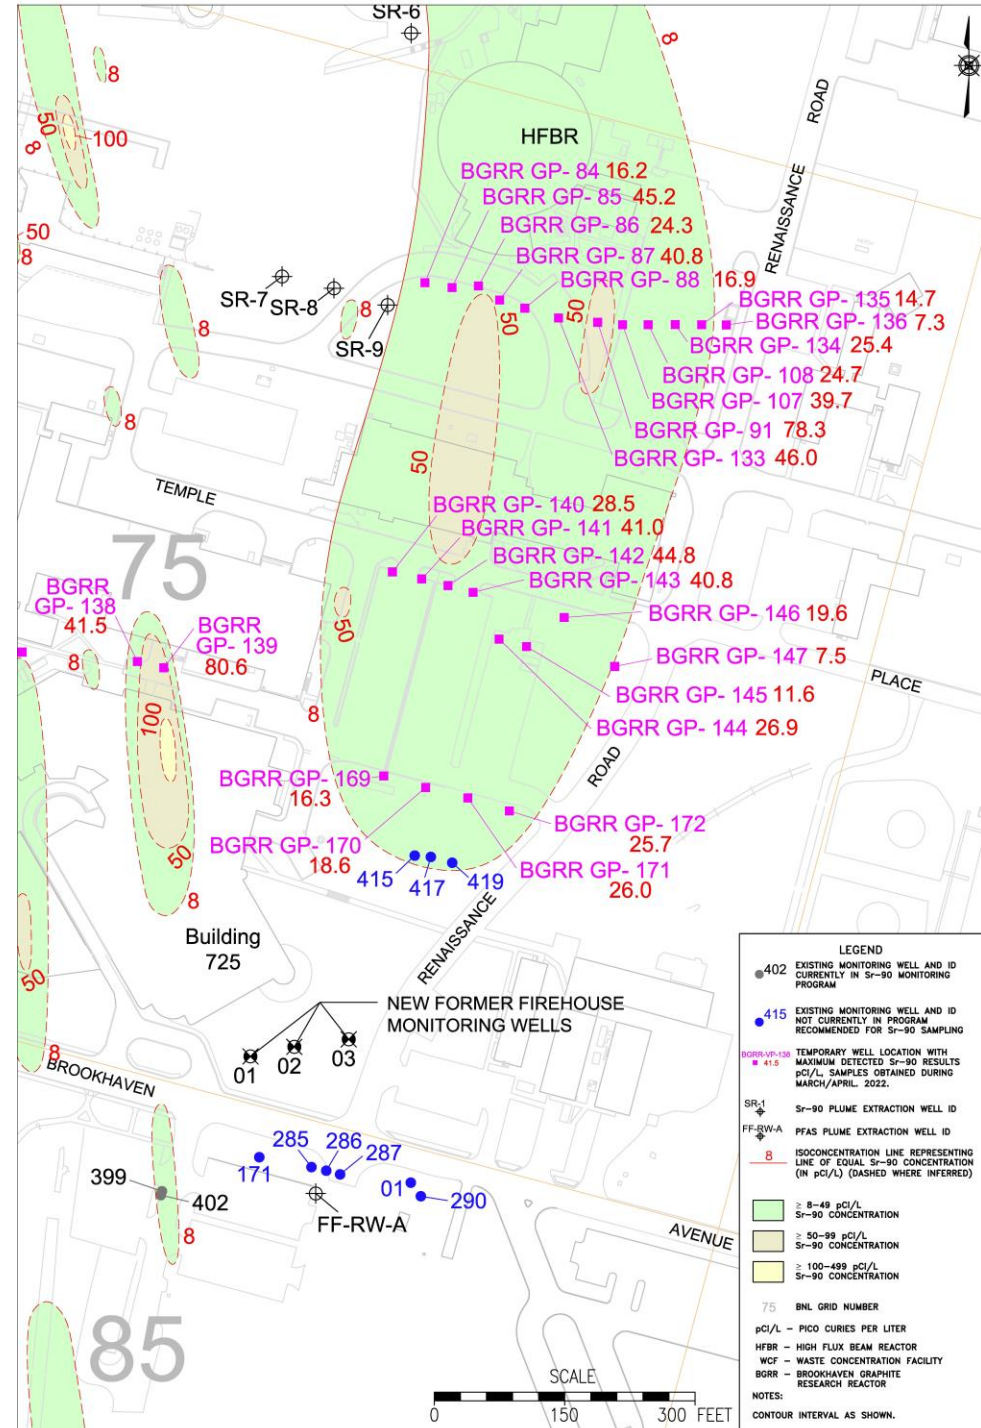 SR-6
8
8
50
100
8
HFBR
ROAD
RENAISSANCE
BGRR GP- 84 16.2
BGRR GP- 85 45.2
BGRR GP- 86 24.3
BGRR GP- 87 40.8
BGRR GP- 88 16.9
50
8
SR-7
SR-8
SR-9
8
8
50
50
BGRR GP- 135 14.7
BGRR GP- 136 7.3
BGRR GP- 134 25.4
BGRR GP- 108 24.7
BGRR GP- 107 39.7
BGRR GP- 91 78.3
BGRR GP- 133 46.0
8
50
TEMPLE
75
BGRR GP- 140 28.5
BGRR GP- 141 41.0
BGRR GP- 142 44.8
BGRR GP- 143 40.8
BGRR
GP- 138
41.5
BGRR
GP- 139
80.6
50
BGRR GP- 146 19.6
BGRR GP- 147 7.5
PLACE
BGRR GP- 145 11.6
BGRR GP- 144 26.9
8
100
8
ROAD
BGRR GP- 169
16.3
BGRR GP- 170
18.6
BGRR GP- 172
25.7
BGRR GP- 171
26.0
50
8
415
417
419
Building
725
RENAISSANCE
50
NEW FORMER FIREHOUSE
MONITORING WELLS
01
02
03
8
BROOKHAVEN
399
402
8
171
285
286
287
01
290
FF-RW-A
AVENUE
85
SCALE
0 150 300 FEET
LEGEND
402 EXISTING MONITORING WELL AND ID
CURRENTLY IN Sr-90 MONITORING
PROGRAM
415 EXISTING MONITORING WELL AND ID
NOT CURRENTLY IN PROGRAM
RECOMMENDED FOR Sr-90 SAMPLING
BGRR-VP-138
41.5
TEMPORARY WELL LOCATION WITH
MAXIMUM DETECTED Sr-90 RESULTS
pCi/L, SAMPLES OBTAINED DURING
MARCH/APRIL. 2022.
SR-1 Sr-90 PLUME EXTRACTION WELL ID
FF-RW-A PFAS PLUME EXTRACTION WELL ID
8 ISOCONCENTRATION LINE REPRESENTING
LINE OF EQUAL Sr-90 CONCENTRATION
(IN pCi/L) (DASHED WHERE INFERRED)
≥ 8-49 pCi/L
Sr-90 CONCENTRATION
≥ 50-99 pCi/L
Sr-90 CONCENTRATION
≥ 100-499 pCi/L
Sr-90 CONCENTRATION
75 BNL GRID NUMBER
pCi/L - PICO CURIES PER LITER
HFBR - HIGH FLUX BEAM REACTOR
WCF - WASTE CONCENTRATION FACILITY
BGRR - BROOKHAVEN GRAPHITE
RESEARCH REACTOR
NOTES:
CONTOUR INTERVAL AS SHOWN.